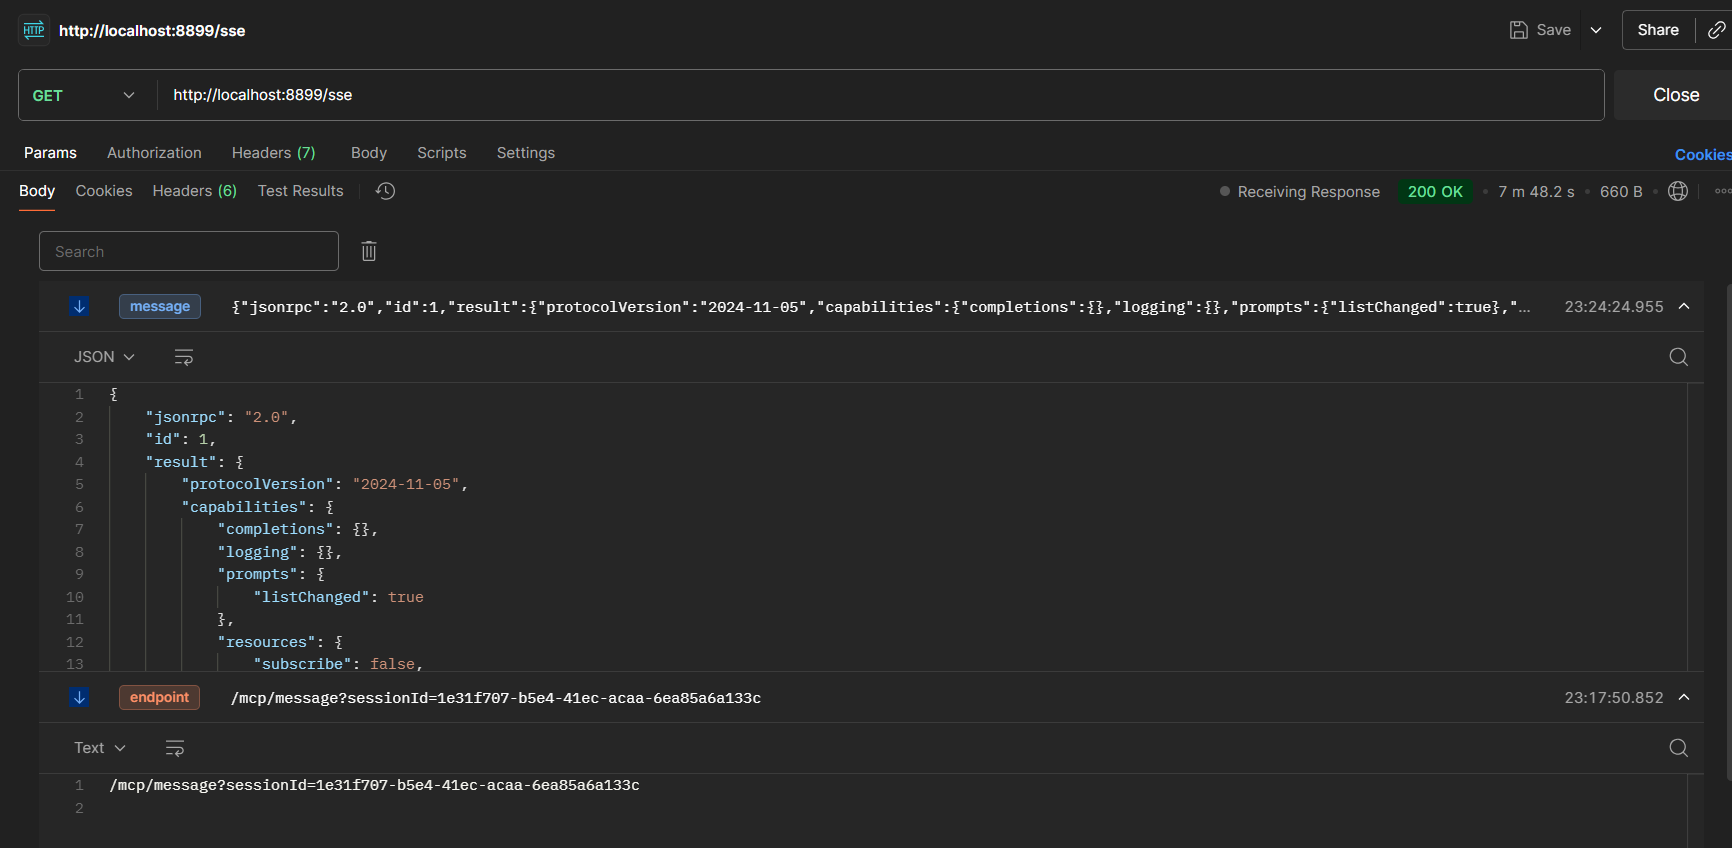 HTTP http://localhost:8899/sse Save Share
GET http://localhost:8899/sse Close
Params Authorization Headers (7) Body Scripts Settings Cookies
Body Cookies Headers (6) Test Results Receiving Response 200 OK 7 m 48.2 s 660 B
Search
message {"jsonrpc":"2.0","id":1,"result":{"protocolVersion":"2024-11-05","capabilities":{"completions":{},"logging":{},"prompts":{"listChanged":true},"... 23:24:24.955
JSON
1 {
2 "jsonrpc": "2.0",
3 "id": 1,
4 "result": {
5 "protocolVersion": "2024-11-05",
6 "capabilities": {
7 "completions": {},
8 "logging": {},
9 "prompts": {
10 "listChanged": true
11 },
12 "resources": {
13 "subscribe": false,
endpoint /mcp/message?sessionId=1e31f707-b5e4-41ec-acaa-6ea85a6a133c 23:17:50.852
Text
1 /mcp/message?sessionId=1e31f707-b5e4-41ec-acaa-6ea85a6a133c
2